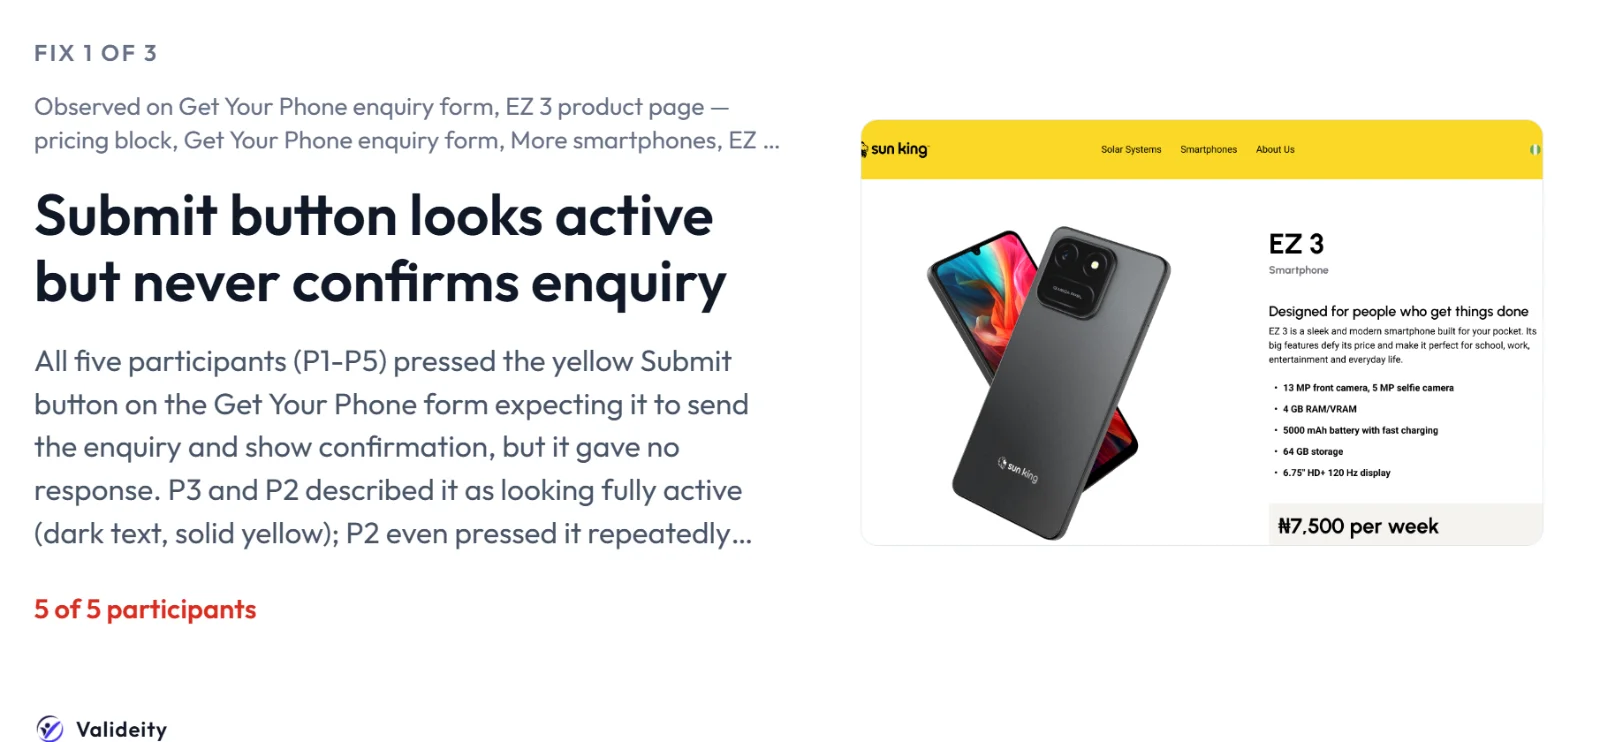 FIX 1 OF 3
Observed on Get Your Phone enquiry form, EZ 3 product page —
pricing block, Get Your Phone enquiry form, More smartphones, EZ ...
Submit button looks active
but never confirms enquiry
All five participants (P1-P5) pressed the yellow Submit
button on the Get Your Phone form expecting it to send
the enquiry and show confirmation, but it gave no
response. P3 and P2 described it as looking fully active
(dark text, solid yellow); P2 even pressed it repeatedly...
5 of 5 participants
Valideity
sun king
Solar Systems
Smartphones
About Us
EZ 3
Smartphone
Designed for people who get things done
EZ 3 is a sleek and modern smartphone built for your pocket. Its
big features defy its price and make it perfect for school, work,
entertainment and everyday life.
• 13 MP front camera, 5 MP selfie camera
• 4 GB RAM/VRAM
• 5000 mAh battery with fast charging
• 64 GB storage
• 6.75" HD+ 120 Hz display
₦7,500 per week
sun king